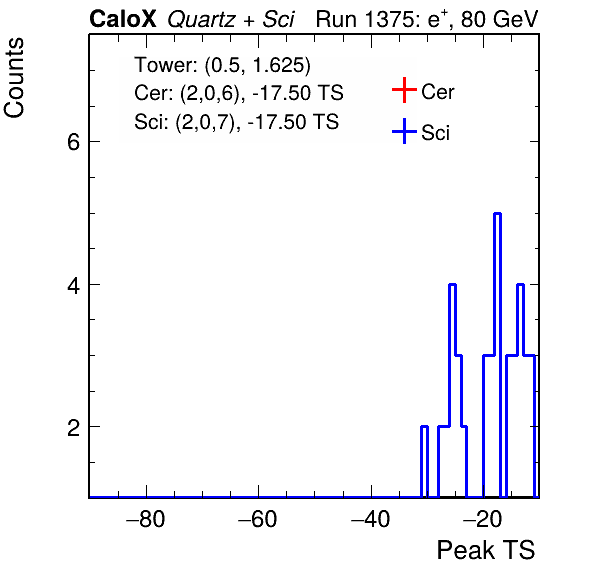 CaloX Quartz + Sci Run 1375: e+, 80 GeV
Counts
Tower: (0.5, 1.625)
Cer: (2,0,6), -17.50 TS
Sci: (2,0,7), -17.50 TS
Cer
Sci
6
4
2
−80 −60 −40 −20
Peak TS